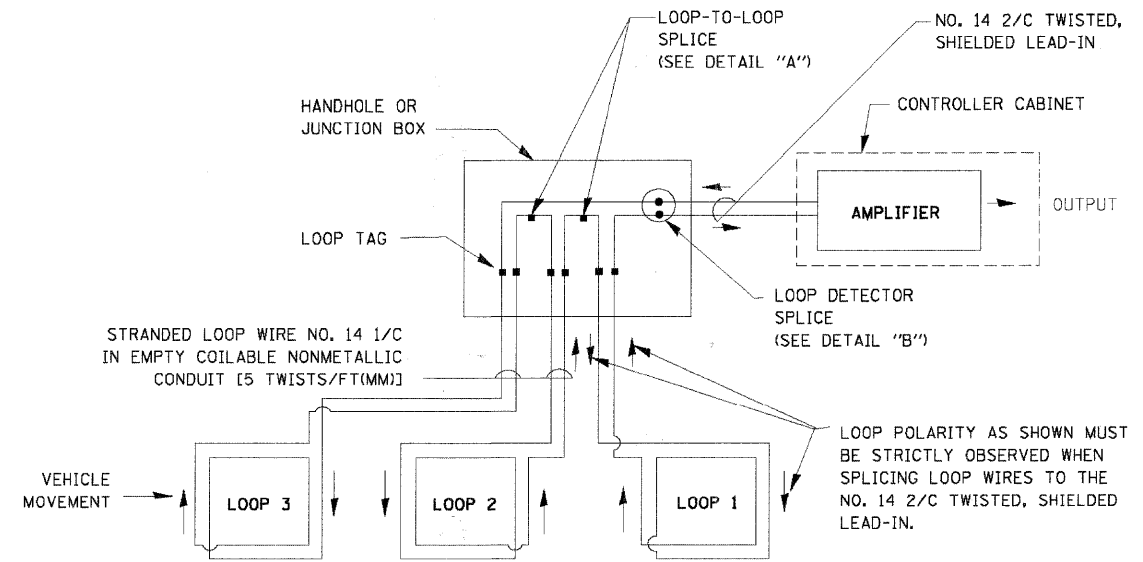 LOOP-TO-LOOP
SPLICE
(SEE DETAIL "A")
NO. 14 2/C TWISTED,
SHIELDED LEAD-IN
HANDHOLE OR
JUNCTION BOX
CONTROLLER CABINET
AMPLIFIER
OUTPUT
LOOP TAG
LOOP DETECTOR
SPLICE
(SEE DETAIL "B")
STRANDED LOOP WIRE NO. 14 1/C
IN EMPTY COILABLE NONMETALLIC
CONDUIT [5 TWISTS/FT(MM)]
LOOP POLARITY AS SHOWN MUST
BE STRICTLY OBSERVED WHEN
SPLICING LOOP WIRES TO THE
NO. 14 2/C TWISTED, SHIELDED
LEAD-IN.
VEHICLE
MOVEMENT
LOOP 3
LOOP 2
LOOP 1